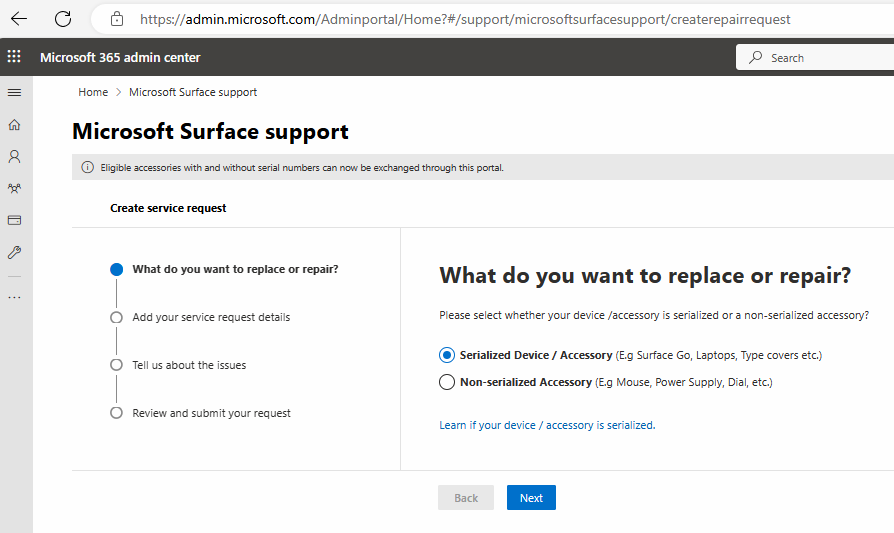 https://admin.microsoft.com/Adminportal/Home?#/support/microsoftsurfacesupport/createrepairrequest
Microsoft 365 admin center
Search
Home > Microsoft Surface support
Microsoft Surface support
Eligible accessories with and without serial numbers can now be exchanged through this portal.
Create service request
What do you want to replace or repair?
Add your service request details
Tell us about the issues
Review and submit your request
What do you want to replace or repair?
Please select whether your device /accessory is serialized or a non-serialized accessory?
Serialized Device / Accessory (E.g Surface Go, Laptops, Type covers etc.)
Non-serialized Accessory (E.g Mouse, Power Supply, Dial, etc.)
Learn if your device / accessory is serialized.
Back
Next